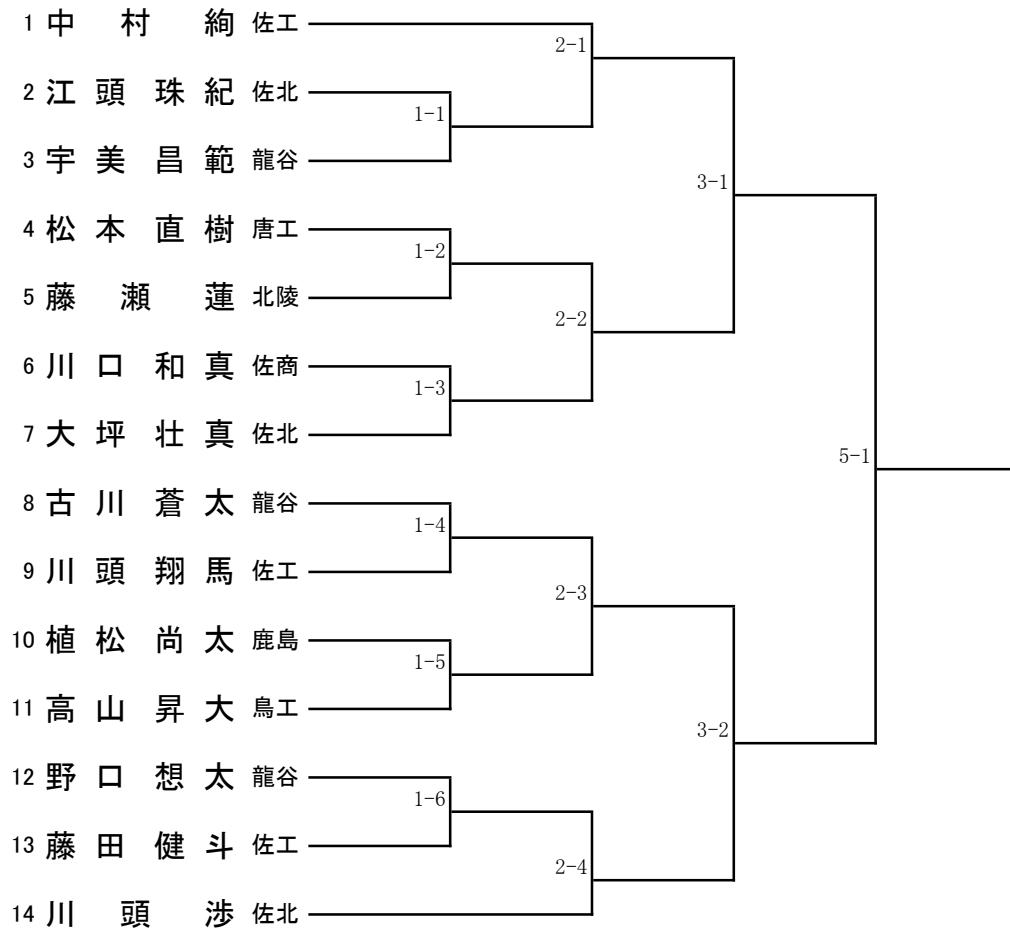 1 中村 絢 佐工
2-1
2 江頭珠紀 佐北
1-1
3 宇美昌範 龍谷
3-1
4 松本直樹 唐工
1-2
5 藤瀬 蓮 北陵
2-2
6 川口和真 佐商
1-3
7 大坪壮真 佐北
5-1
8 古川蒼太 龍谷
1-4
9 川頭翔馬 佐工
2-3
10 植松尚太 鹿島
1-5
11 高山昇大 鳥工
3-2
12 野口想太 龍谷
1-6
13 藤田健斗 佐工
2-4
14 川頭 渉 佐北